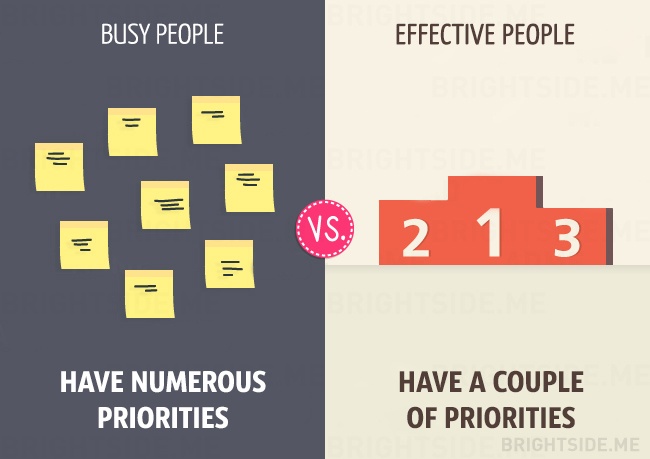 BUSY PEOPLE
HAVE NUMEROUS
PRIORITIES
VS.
EFFECTIVE PEOPLE
2 1 3
HAVE A COUPLE
OF PRIORITIES
BRIGHTSIDE.ME